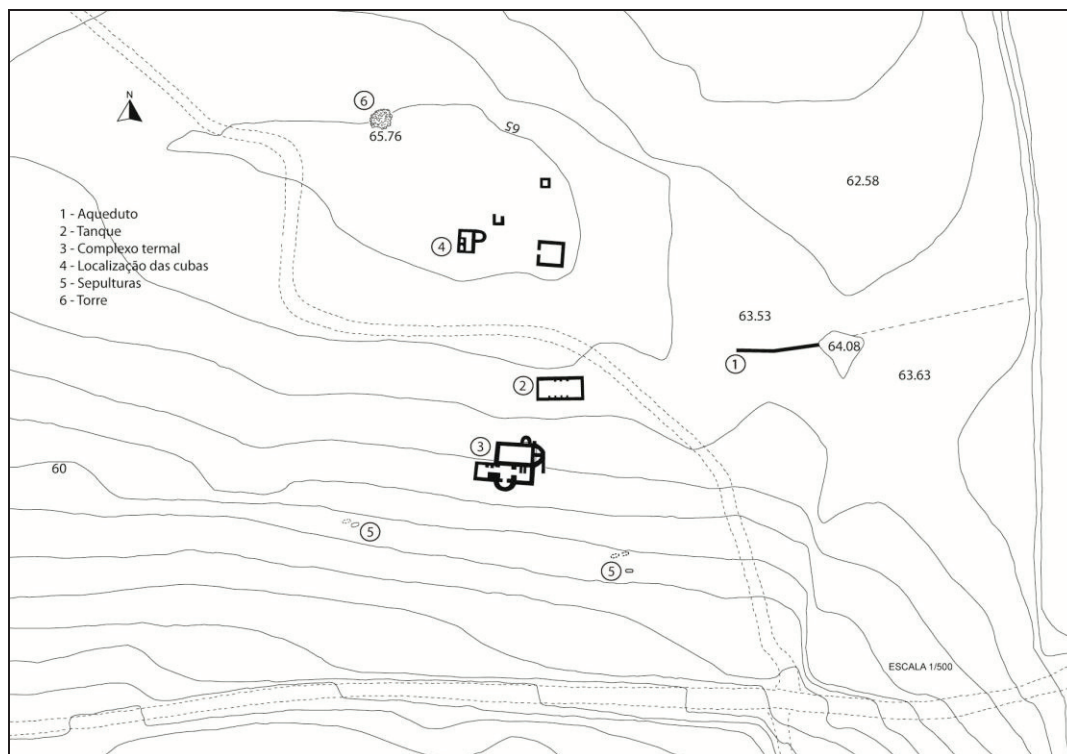 N
6
65.76
65
62.58
1 - Aqueduto
2 - Tanque
3 - Complexo termal
4 - Localização das cubas
5 - Sepulturas
6 - Torre
4
63.53
64.08
1
63.63
2
3
60
5
5
ESCALA 1/500